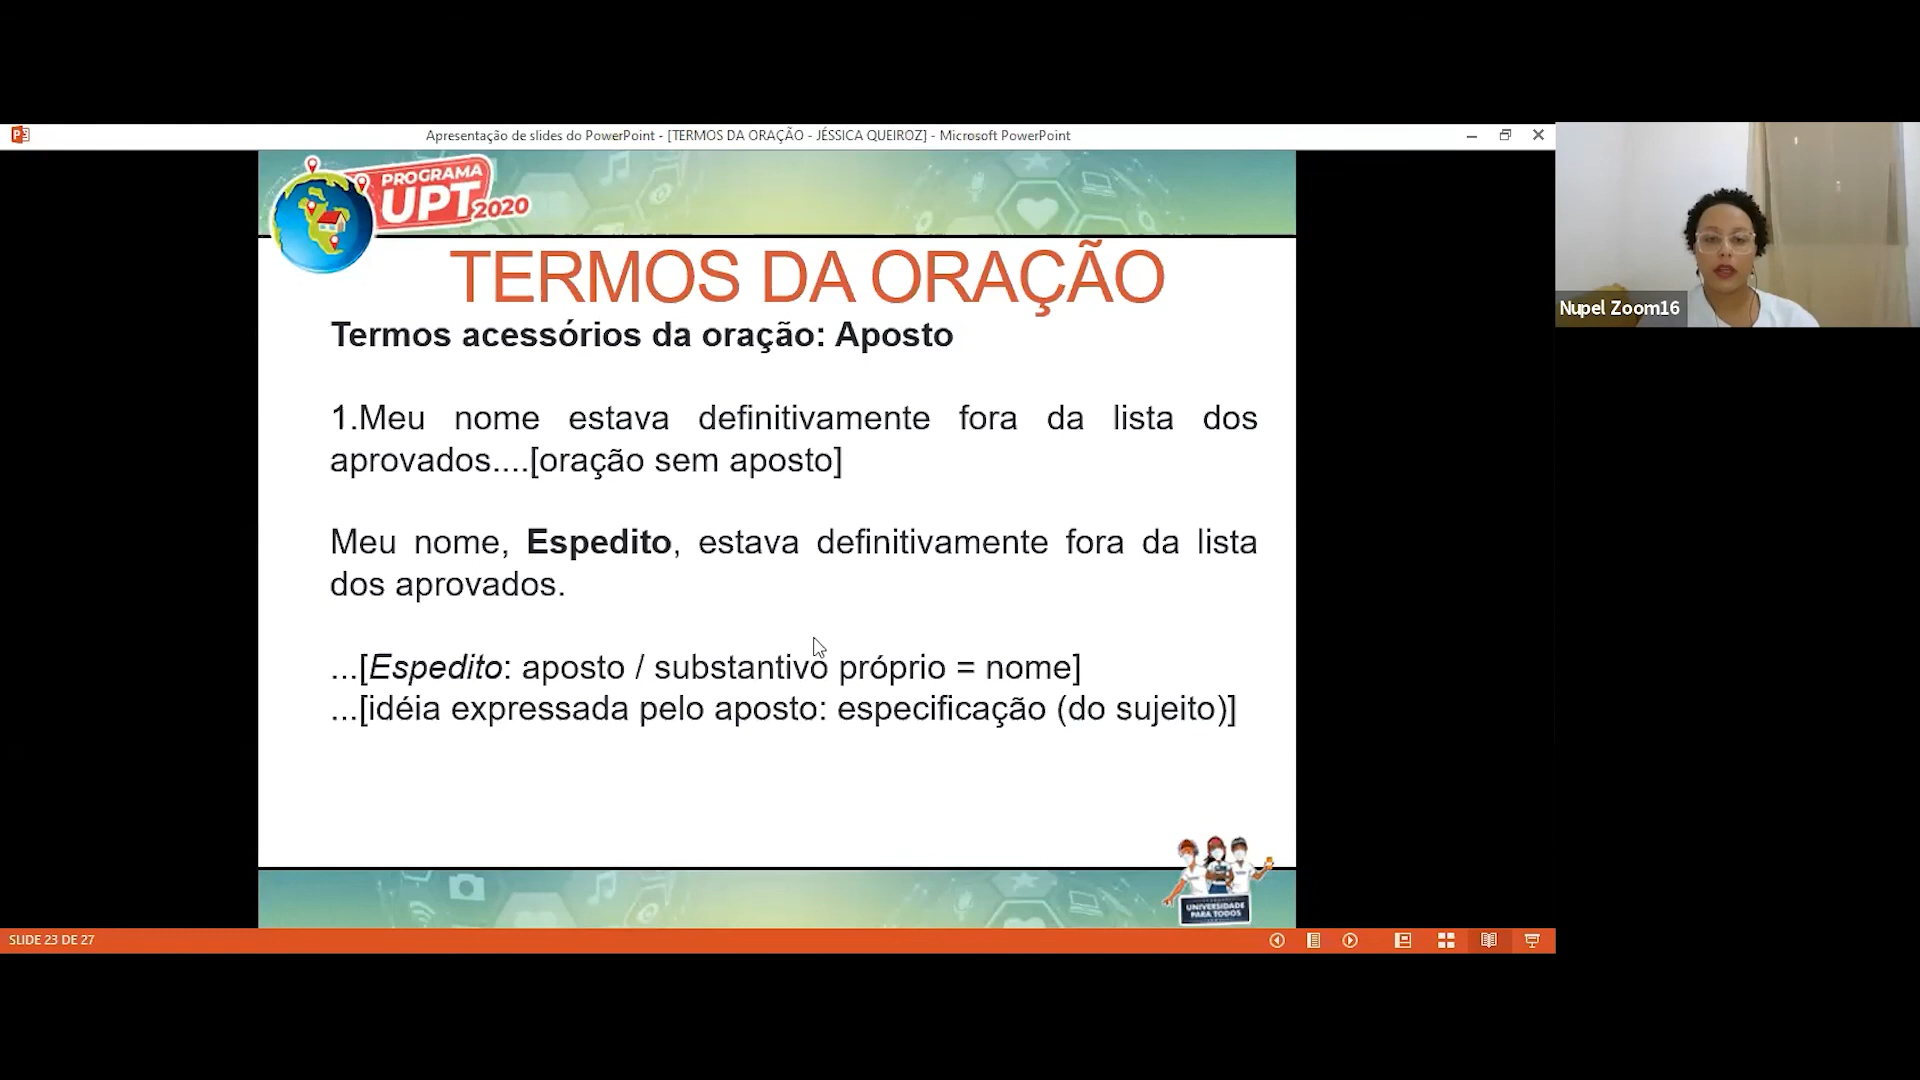 Apresentação de slides do PowerPoint - [TERMOS DA ORAÇÃO - JÉSSICA QUEIROZ] - Microsoft PowerPoint
PROGRAMA
UPT 2020
TERMOS DA ORAÇÃO
Termos acessórios da oração: Aposto
1.Meu nome estava definitivamente fora da lista dos
aprovados....[oração sem aposto]
Meu nome, Espedito, estava definitivamente fora da lista
dos aprovados.
...[Espedito: aposto / substantivo próprio = nome]
...[idéia expressada pelo aposto: especificação (do sujeito)]
UNIVERSIDADE
PARA TODOS
SLIDE 23 DE 27
Nupel Zoom16